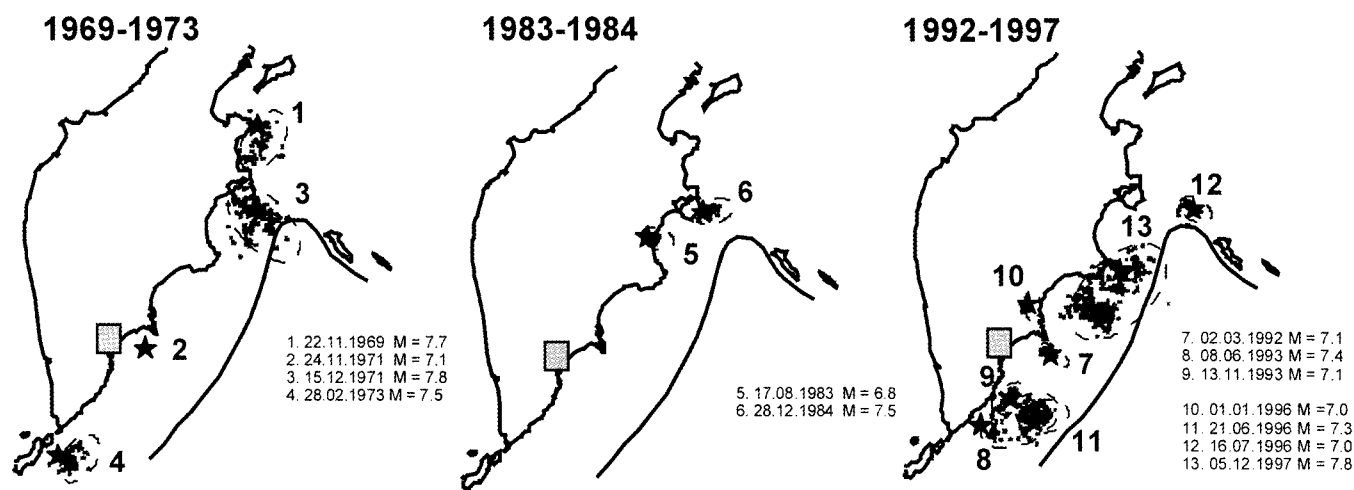 1969-1973
1
3
2
4
1. 22.11.1969 M = 7.7
2. 24.11.1971 M = 7.1
3. 15.12.1971 M = 7.8
4. 28.02.1973 M = 7.5
1983-1984
6
5
5. 17.08.1983 M = 6.8
6. 28.12.1984 M = 7.5
1992-1997
12
13
10
7
9
8
11
7. 02.03.1992 M = 7.1
8. 08.06.1993 M = 7.4
9. 13.11.1993 M = 7.1
10. 01.01.1996 M =7.0
11. 21.06.1996 M = 7.3
12. 16.07.1996 M = 7.0
13. 05.12.1997 M = 7.8